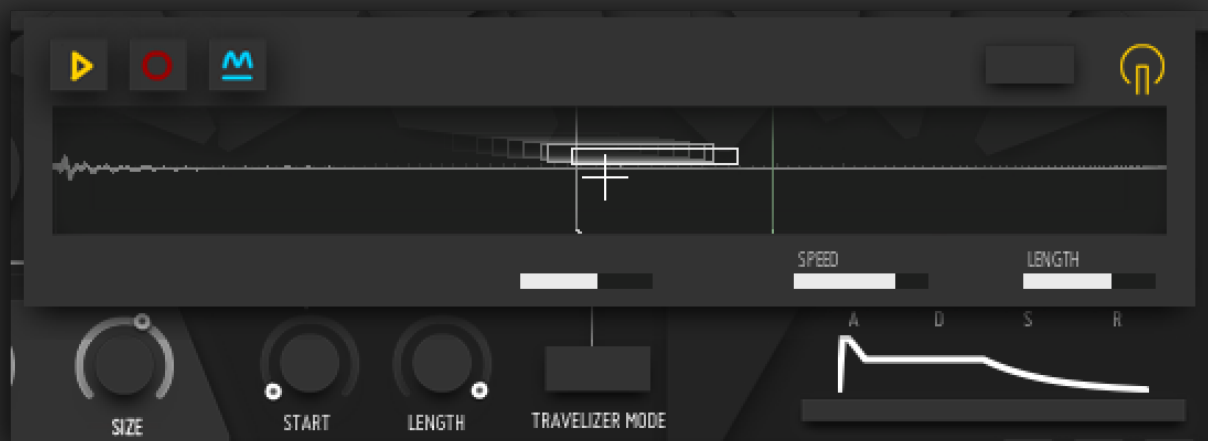 SPEED
LENGTH
A D S R
SIZE
START
LENGTH
TRAVELIZER MODE